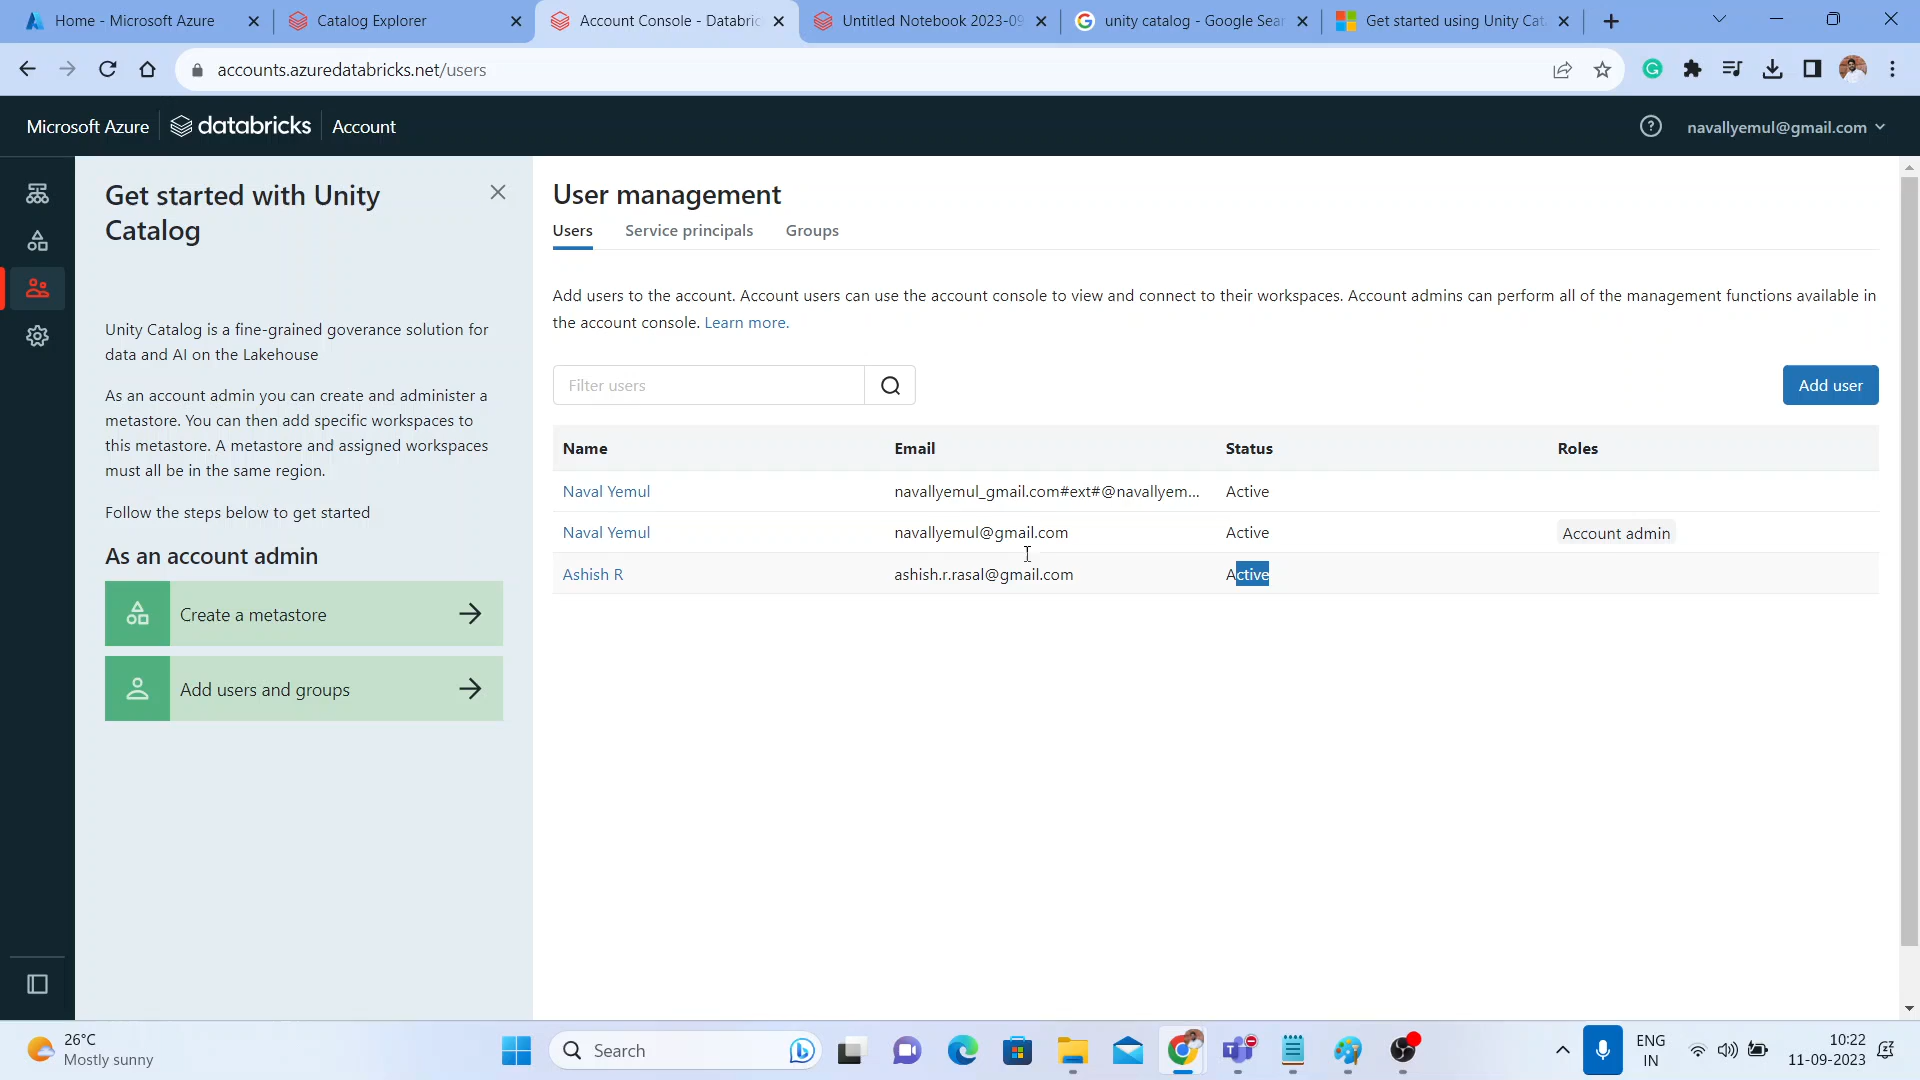 Home - Microsoft Azure
Catalog Explorer
Account Console - Databric
Untitled Notebook 2023-09
unity catalog - Google Sear
Get started using Unity Cat
accounts.azuredatabricks.net/users
Microsoft Azure
databricks
Account
navallyemul@gmail.com
Get started with Unity
Catalog
Unity Catalog is a fine-grained goverance solution for
data and AI on the Lakehouse
As an account admin you can create and administer a
metastore. You can then add specific workspaces to
this metastore. A metastore and assigned workspaces
must all be in the same region.
Follow the steps below to get started
As an account admin
Create a metastore
Add users and groups
User management
Users
Service principals
Groups
Add users to the account. Account users can use the account console to view and connect to their workspaces. Account admins can perform all of the management functions available in
the account console. Learn more.
Filter users
Add user
Name Email Status Roles
Naval Yemul navallyemul_gmail.com#ext#@navallyem... Active
Naval Yemul navallyemul@gmail.com Active Account admin
Ashish R ashish.r.rasal@gmail.com Active
26°C
Mostly sunny
Search
ENG
IN
10:22
11-09-2023